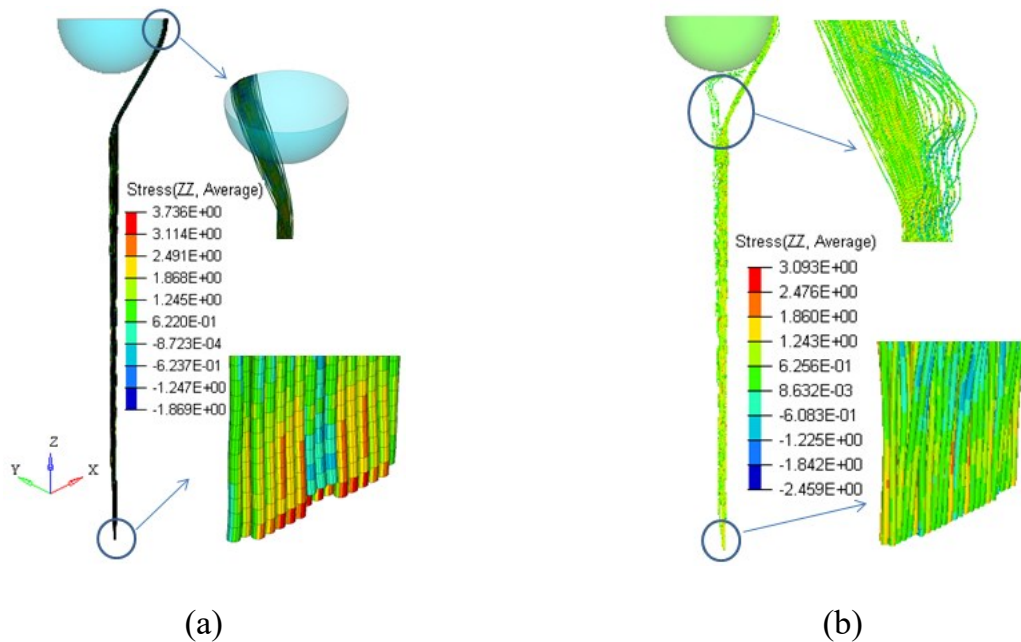 Stress(ZZ, Average)
3.736E+00
3.114E+00
2.491E+00
1.868E+00
1.245E+00
6.220E-01
-8.723E-04
-6.237E-01
-1.247E+00
-1.869E+00
Z
Y
X
(a)
Stress(ZZ, Average)
3.093E+00
2.476E+00
1.860E+00
1.243E+00
6.256E-01
8.632E-03
-6.083E-01
-1.225E+00
-1.842E+00
-2.459E+00
(b)